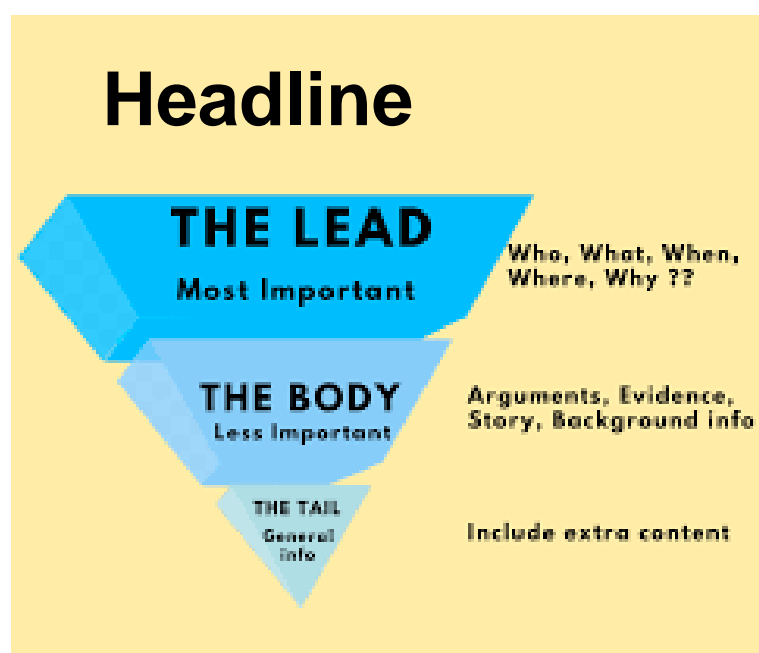 Headline
THE LEAD
Most Important
Who, What, When,
Where, Why ??
THE BODY
Less Important
Arguments, Evidence,
Story, Background info
THE TAIL
General
info
Include extra content